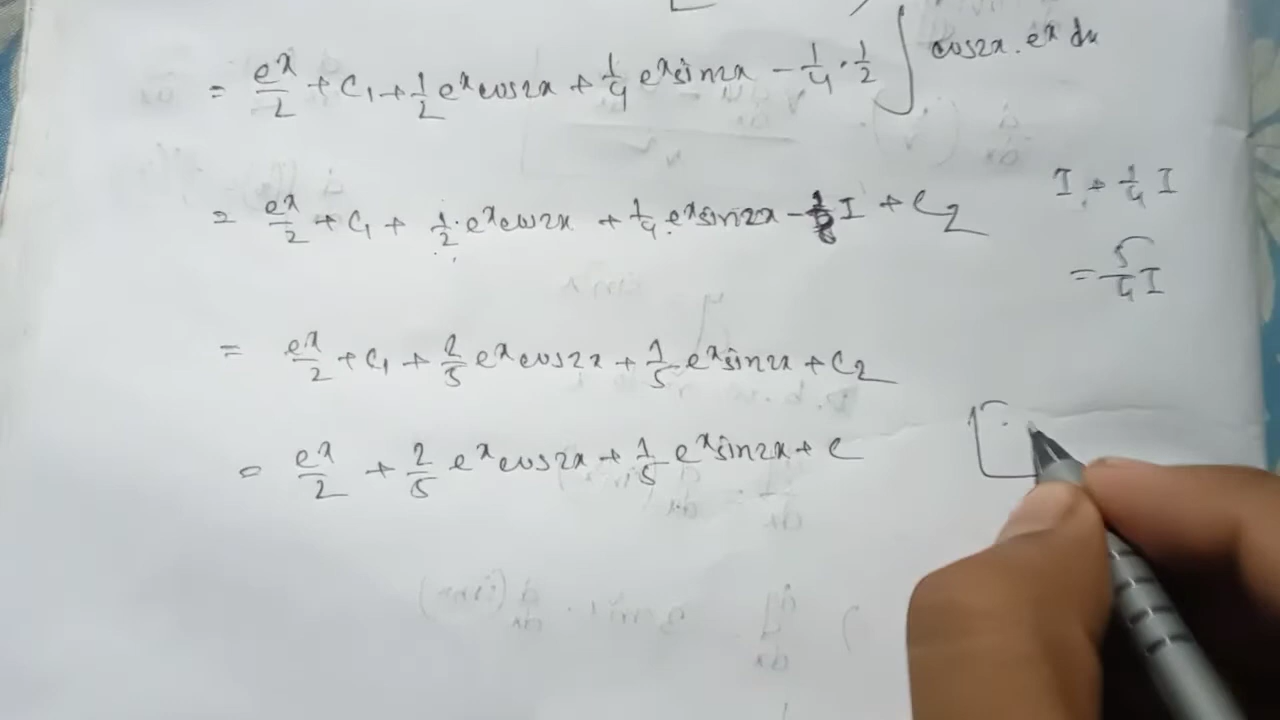 = e^x/2 + C₁ + 1/2 e^x cos2x + 1/4 e^x sin2x − 1/4 · 1/2 ∫ cos2x . e^x dx
= e^x/2 + C₁ + 1/2 . e^x cos2x + 1/4 . e^x sin2x − 1/8 I + C₂
I + 1/4 I
= 5/4 I
= e^x/2 + C₁ + 2/5 e^x cos2x + 1/5 e^x sin2x + C₂
= e^x/2 + 2/5 e^x cos2x + 1/5 e^x sin2x + C